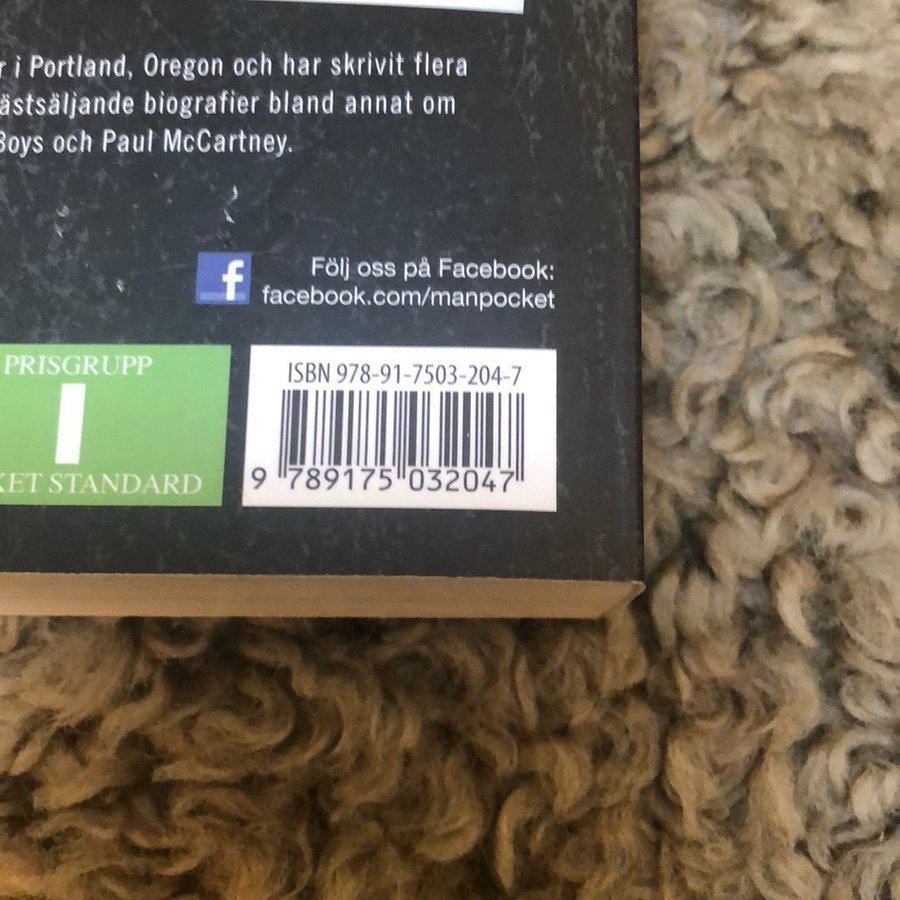 i Portland, Oregon och har skrivit flera
ästsäljande biografier bland annat om
Boys och Paul McCartney.
f
Följ oss på Facebook:
facebook.com/manpocket
PRISGRUPP
I
KET STANDARD
ISBN 978-91-7503-204-7
9 789175 032047